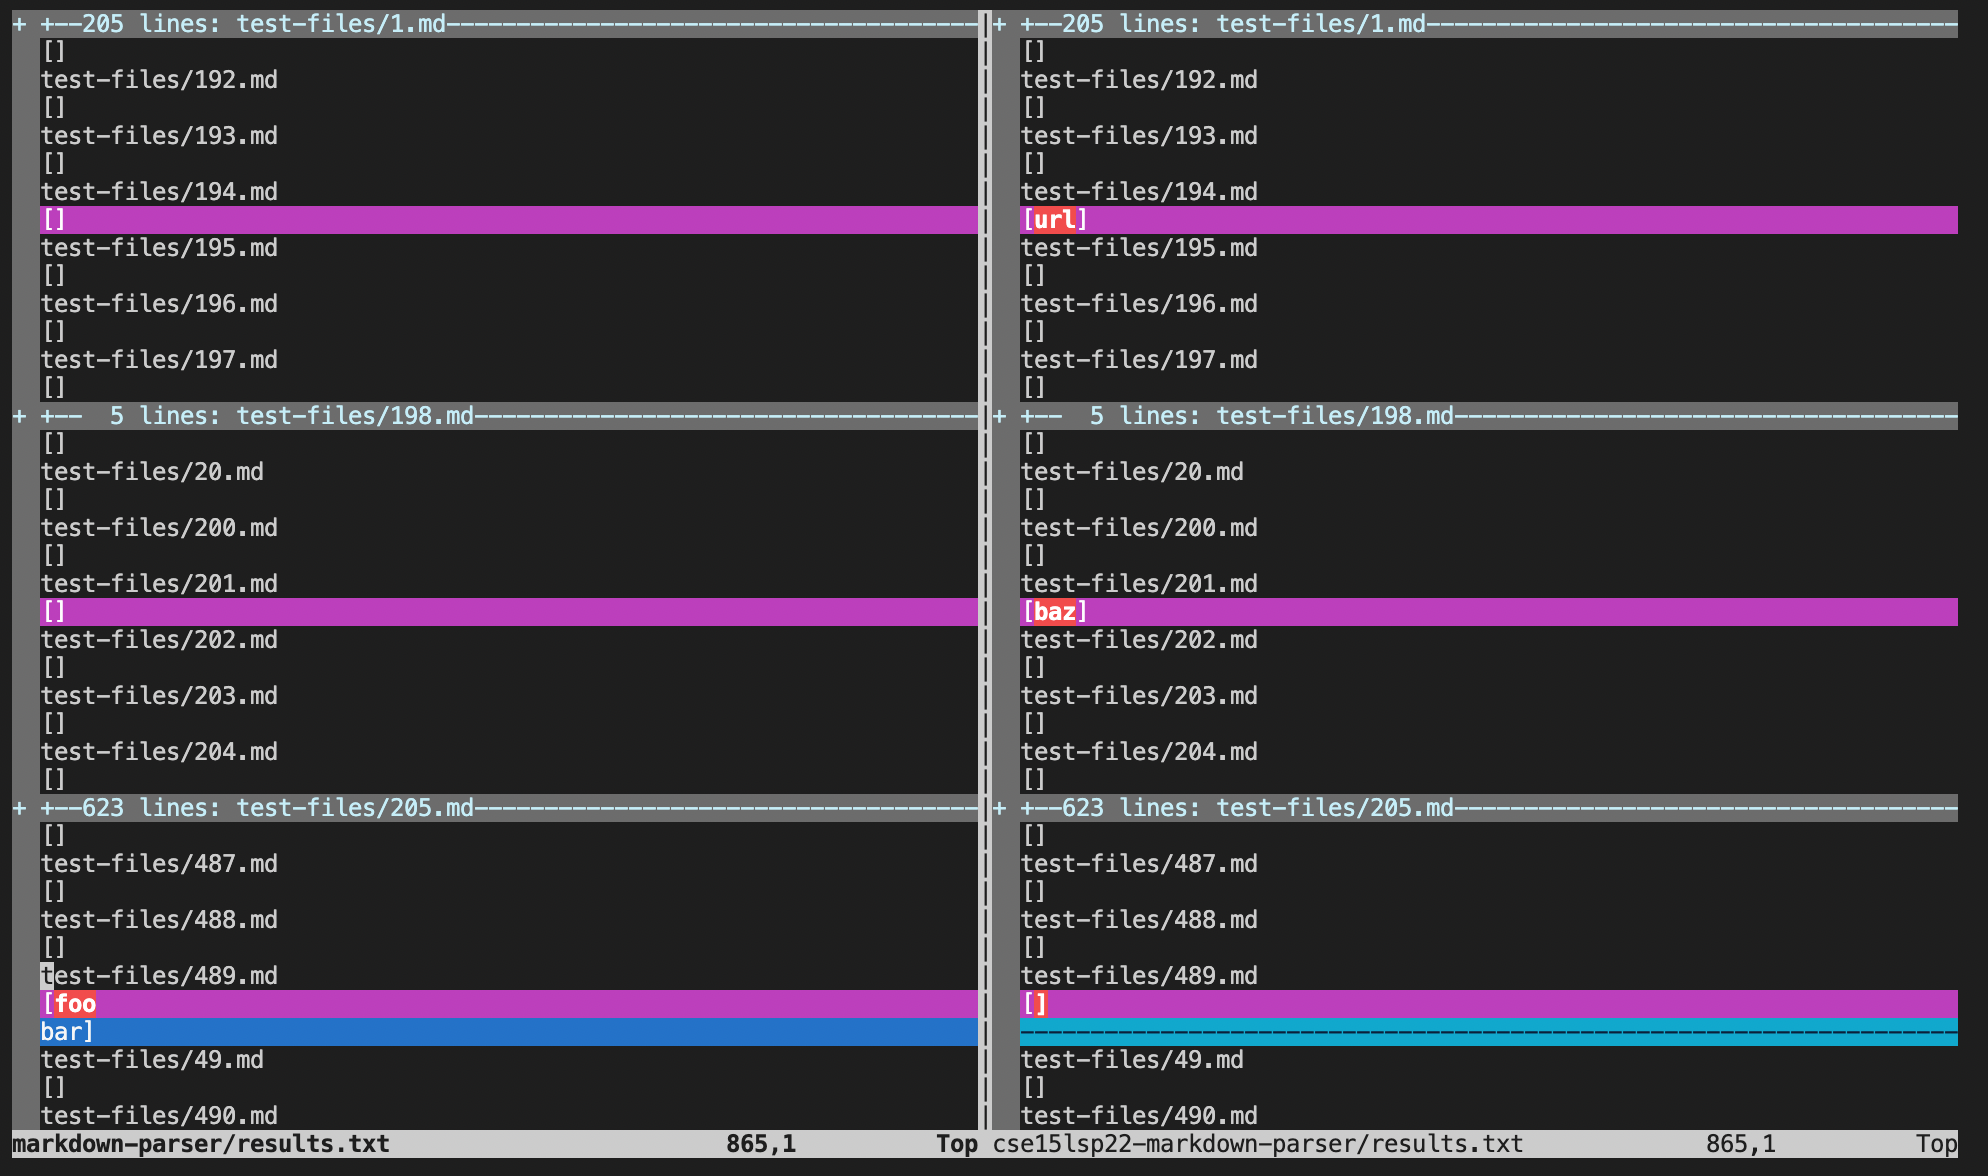 + +--205 lines: test-files/1.md--------------------------------------
[]
test-files/192.md
[]
test-files/193.md
[]
test-files/194.md
[]
test-files/195.md
[]
test-files/196.md
[]
test-files/197.md
[]
+ +--  5 lines: test-files/198.md------------------------------------
[]
test-files/20.md
[]
test-files/200.md
[]
test-files/201.md
[]
test-files/202.md
[]
test-files/203.md
[]
test-files/204.md
[]
+ +--623 lines: test-files/205.md------------------------------------
[]
test-files/487.md
[]
test-files/488.md
[]
test-files/489.md
[foo
bar]
test-files/49.md
[]
test-files/490.md
markdown-parser/results.txt 865,1 Top
+ +--205 lines: test-files/1.md--------------------------------------
[]
test-files/192.md
[]
test-files/193.md
[]
test-files/194.md
[url]
test-files/195.md
[]
test-files/196.md
[]
test-files/197.md
[]
+ +--  5 lines: test-files/198.md------------------------------------
[]
test-files/20.md
[]
test-files/200.md
[]
test-files/201.md
[baz]
test-files/202.md
[]
test-files/203.md
[]
test-files/204.md
[]
+ +--623 lines: test-files/205.md------------------------------------
[]
test-files/487.md
[]
test-files/488.md
[]
test-files/489.md
[]
-------------------------------------------------------------------
test-files/49.md
[]
test-files/490.md
cse15lsp22-markdown-parser/results.txt 865,1 Top